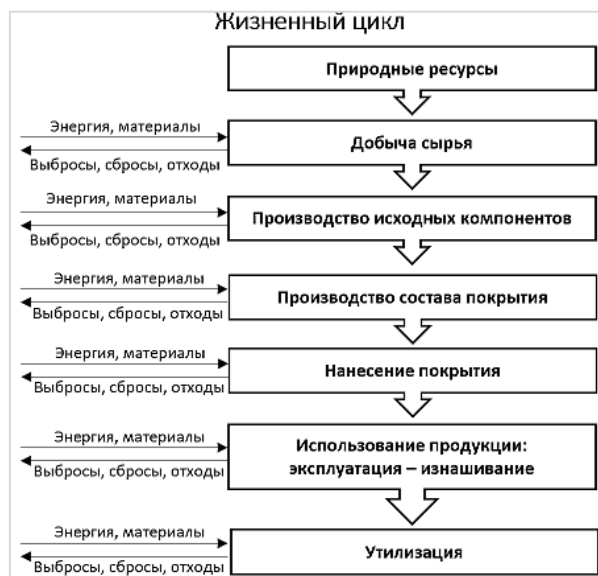 Жизненный цикл
Природные ресурсы
Энергия, материалы
Выбросы, сбросы, отходы
Добыча сырья
Энергия, материалы
Выбросы, сбросы, отходы
Производство исходных компонентов
Энергия, материалы
Выбросы, сбросы, отходы
Производство состава покрытия
Энергия, материалы
Выбросы, сбросы, отходы
Нанесение покрытия
Энергия, материалы
Выбросы, сбросы, отходы
Использование продукции:
эксплуатация – изнашивание
Энергия, материалы
Выбросы, сбросы, отходы
Утилизация